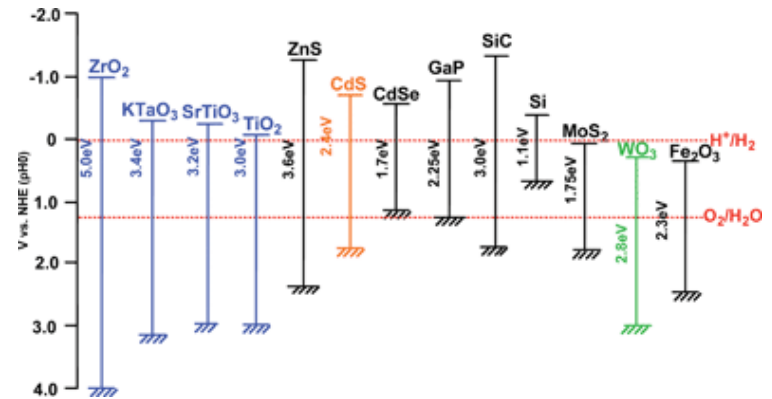 -2.0
-1.0
0
1.0
2.0
3.0
4.0
V vs. NHE (pH0)
ZrO2
5.0eV
KTaO3
3.4eV
SrTiO3
3.2eV
TiO2
3.0eV
ZnS
3.6eV
CdS
2.4eV
CdSe
1.7eV
GaP
2.25eV
SiC
3.0eV
Si
1.1eV
MoS2
1.75eV
WO3
2.8eV
Fe2O3
2.3eV
H+/H2
O2/H2O